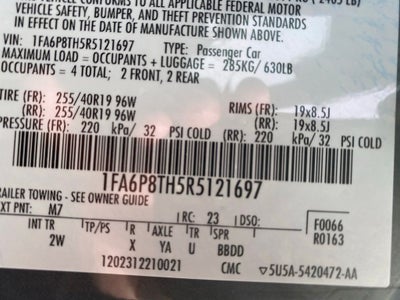 VEHICLE CONFORMS TO ALL APPLICABLE FEDERAL MOTOR
VEHICLE SAFETY, BUMPER, AND THEFT PREVENTION STANDARDS
IN EFFECT ON THE DATE OF MANUFACTURE SHOWN ABOVE.
VIN: 1FA6P8TH5R5121697 TYPE: Passenger Car
MAXIMUM LOAD = OCCUPANTS + LUGGAGE = 285KG/ 630LB
OCCUPANTS = 4 TOTAL; 2 FRONT, 2 REAR
TIRE (FR): 255/40R19 96W RIMS (FR): 19x8.5J
(RR): 255/40R19 96W (RR): 19x8.5J
PRESSURE (FR): 220 kPa/ 32 PSI COLD (RR): 220 kPa/ 32 PSI COLD
1FA6P8TH5R5121697
RAILER TOWING - SEE OWNER GUIDE
EXT PNT: M7 RC: 23 DSO: F0066
R0163
INT TR TP/PS R AXLE TR SPR
2W X YA U BBDD
1202312210021 CMC ▽5U5A-5420472-AA